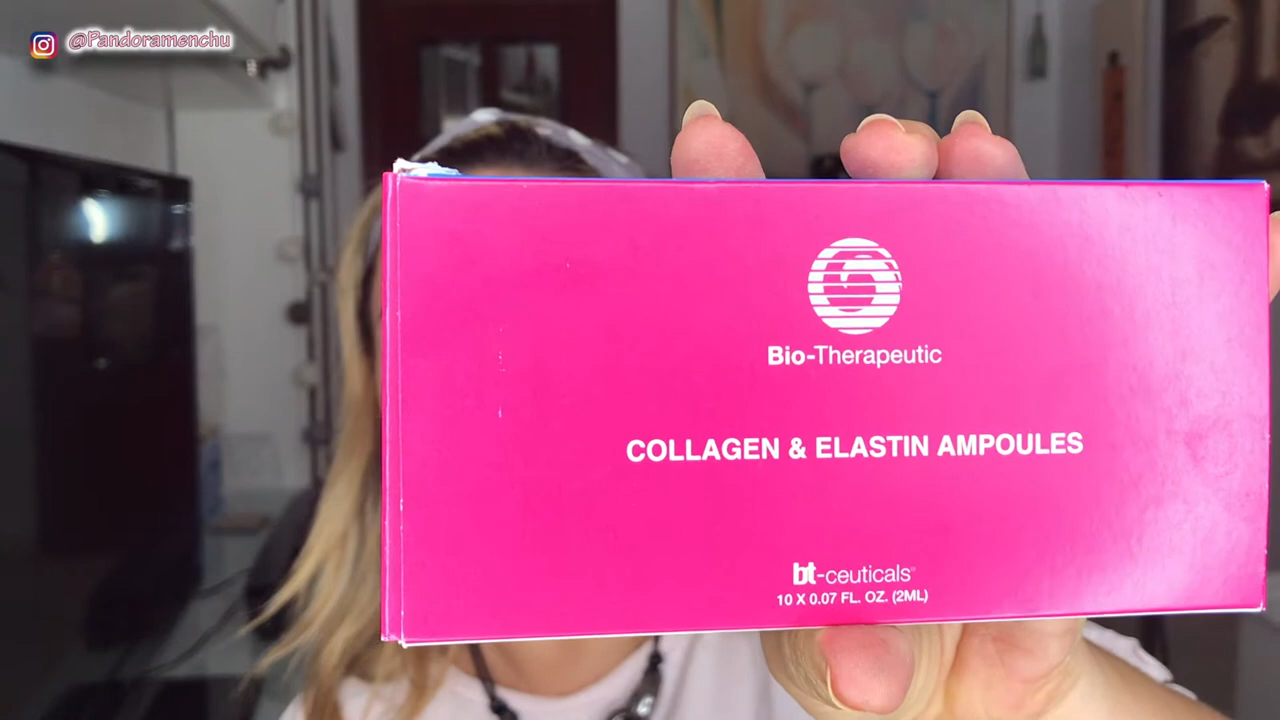 @Pandoramenchu
Bio-Therapeutic
COLLAGEN & ELASTIN AMPOULES
bt-ceuticals®
10 X 0.07 FL. OZ. (2ML)